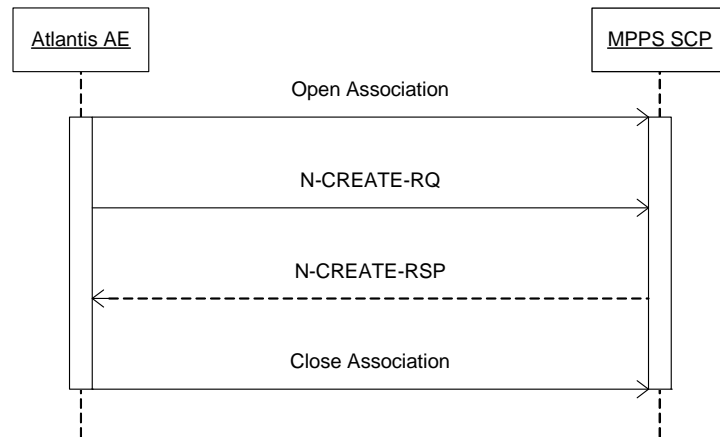 Atlantis AE
MPPS SCP
Open Association
N-CREATE-RQ
N-CREATE-RSP
Close Association